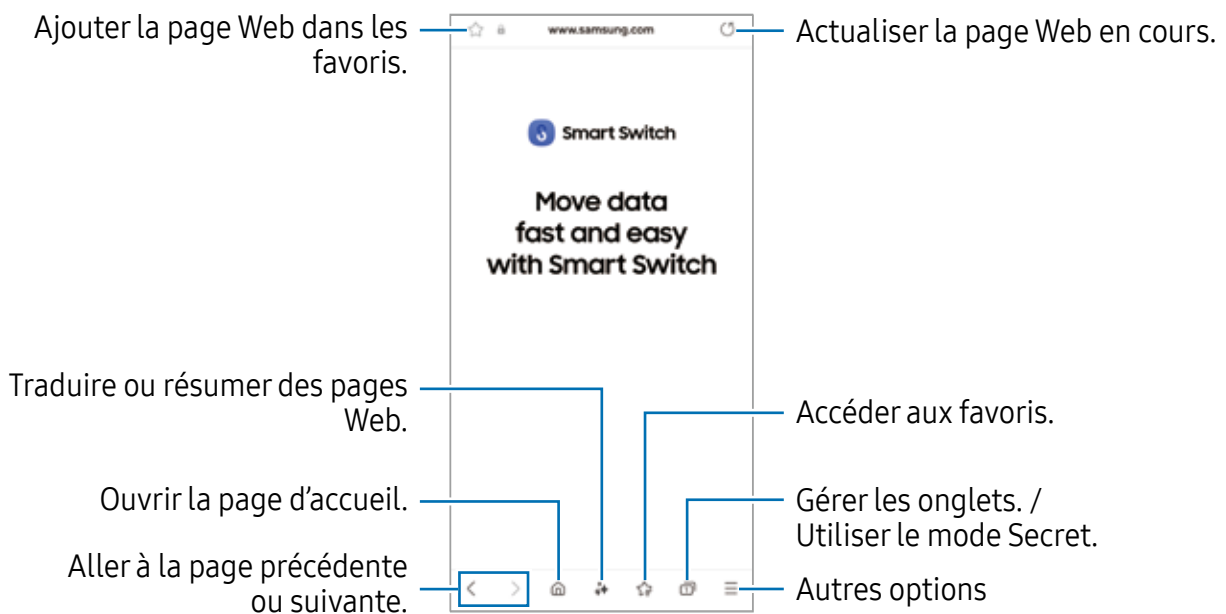 Ajouter la page Web dans les
favoris.
www.samsung.com
Actualiser la page Web en cours.
Smart Switch
Move data
fast and easy
with Smart Switch
Traduire ou résumer des pages
Web.
Accéder aux favoris.
Ouvrir la page d'accueil.
Gérer les onglets. /
Utiliser le mode Secret.
Aller à la page précédente
ou suivante.
Autres options